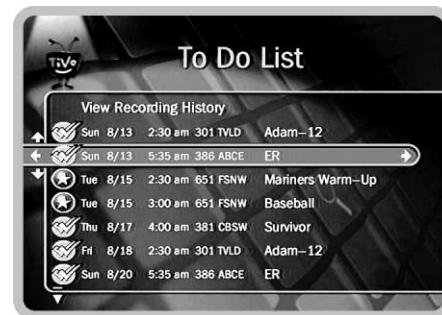 TiVo
To Do List
View Recording History
Sun 8/13 2:30 am 301 TVLD Adam-12
Sun 8/13 5:35 am 386 ABCE ER
Tue 8/15 2:30 am 651 FSNW Mariners Warm-Up
Tue 8/15 3:00 am 651 FSNW Baseball
Thu 8/17 4:00 am 381 CBSW Survivor
Fri 8/18 2:30 am 301 TVLD Adam-12
Sun 8/20 5:35 am 386 ABCE ER